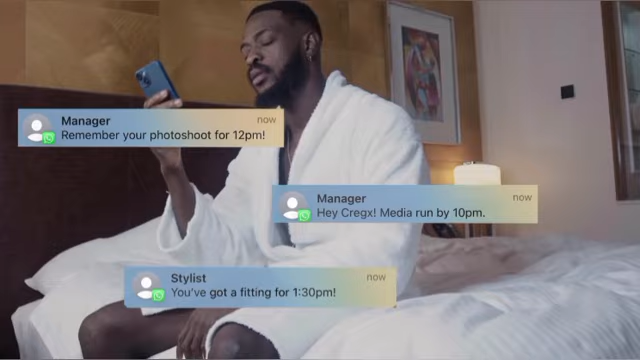 Manager now
Remember your photoshoot for 12pm!
Manager now
Hey Cregx! Media run by 10pm.
Stylist now
You've got a fitting for 1:30pm!